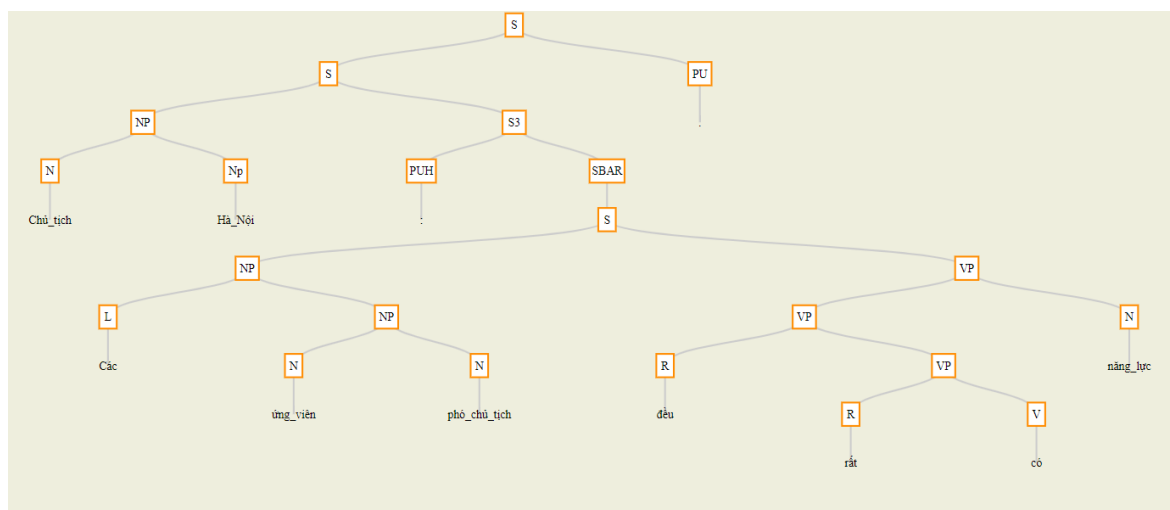 S
S PU
NP S3 .
N Np PUH SBAR
Chủ_tịch Hà_Nội : S
NP VP
L NP VP N
Các N N R VP năng_lực
ứng_viên phó_chủ_tịch đều R V
rất có